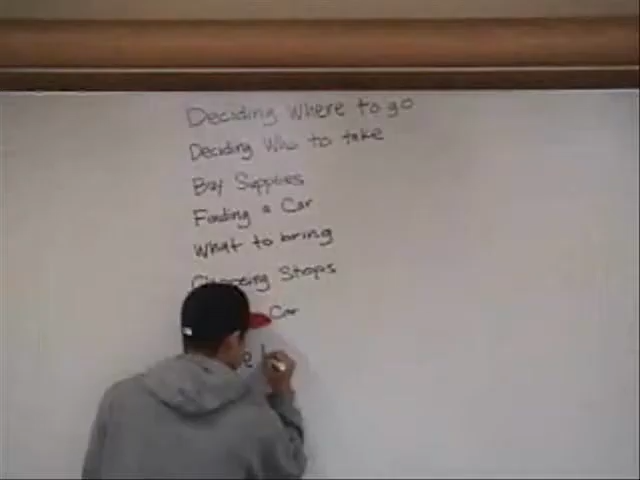 Deciding Where to go
Deciding Who to take
Buy Supplies
Finding a Car
What to bring
Choosing Stops
Car